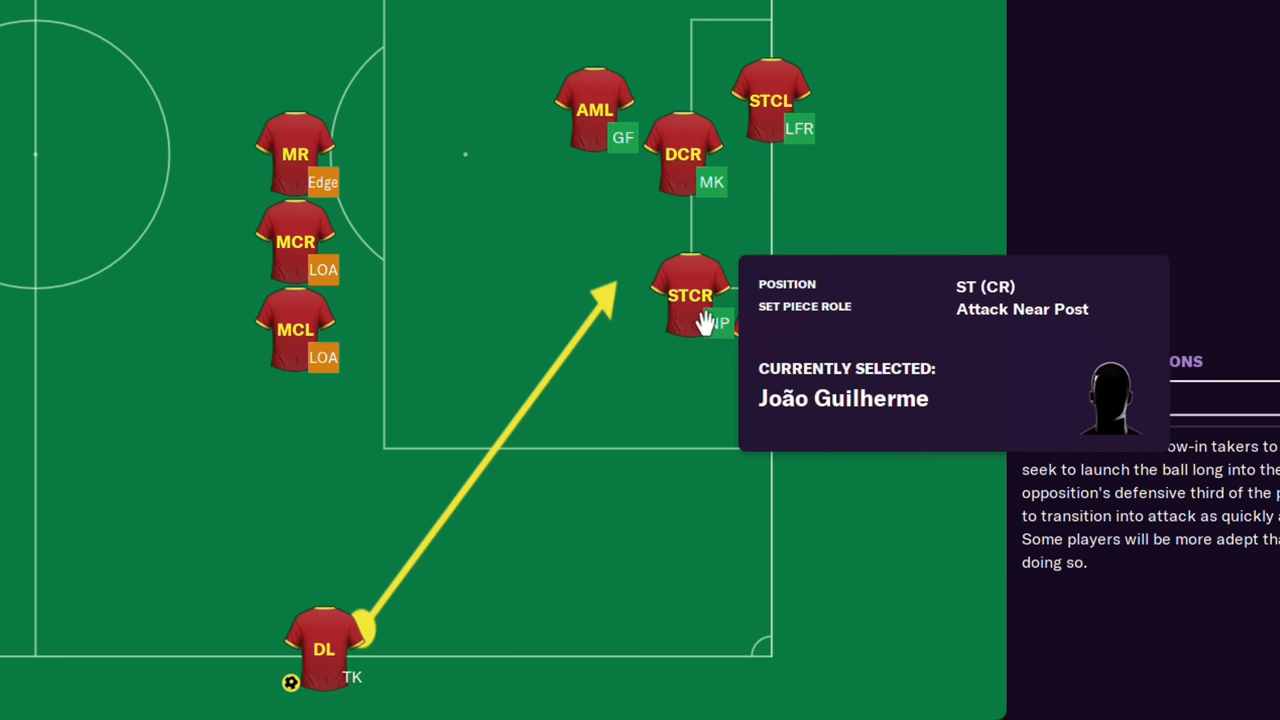 AML
GF
STCL
LFR
DCR
MK
MR
Edge
MCR
LOA
MCL
LOA
STCR
NP
POSITION ST (CR)
SET PIECE ROLE Attack Near Post
CURRENTLY SELECTED:
João Guilherme
ONS
takers to
seek to launch the ball long into the
opposition's defensive third of the
to transition into attack as quickly
Some players will be more adept
doing so.
DL
TK